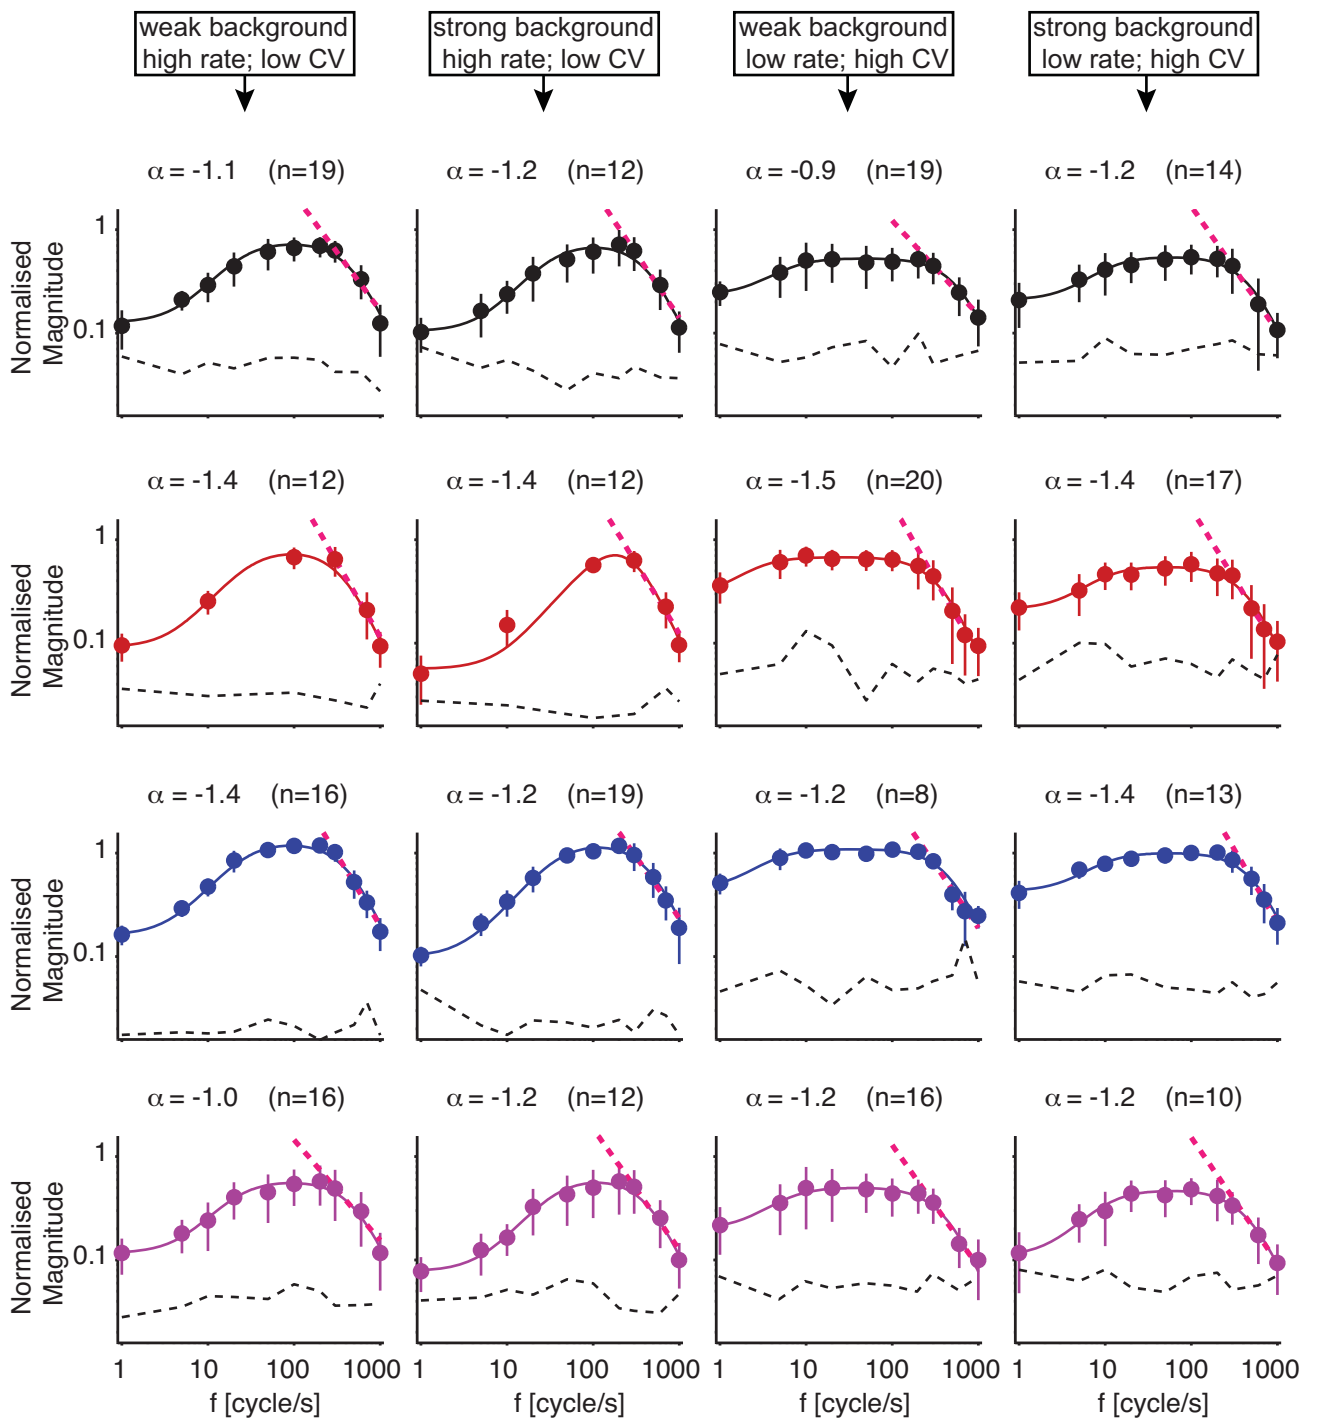 weak background
high rate; low CV
strong background
high rate; low CV
weak background
low rate; high CV
strong background
low rate; high CV
α = -1.1 (n=19)
α = -1.2 (n=12)
α = -0.9 (n=19)
α = -1.2 (n=14)
Normalised
Magnitude
1
0.1
α = -1.4 (n=12)
α = -1.4 (n=12)
α = -1.5 (n=20)
α = -1.4 (n=17)
Normalised
Magnitude
1
0.1
α = -1.4 (n=16)
α = -1.2 (n=19)
α = -1.2 (n=8)
α = -1.4 (n=13)
Normalised
Magnitude
1
0.1
α = -1.0 (n=16)
α = -1.2 (n=12)
α = -1.2 (n=16)
α = -1.2 (n=10)
Normalised
Magnitude
1
0.1
1 10 100 1000
1 10 100 1000
1 10 100 1000
1 10 100 1000
f [cycle/s]
f [cycle/s]
f [cycle/s]
f [cycle/s]